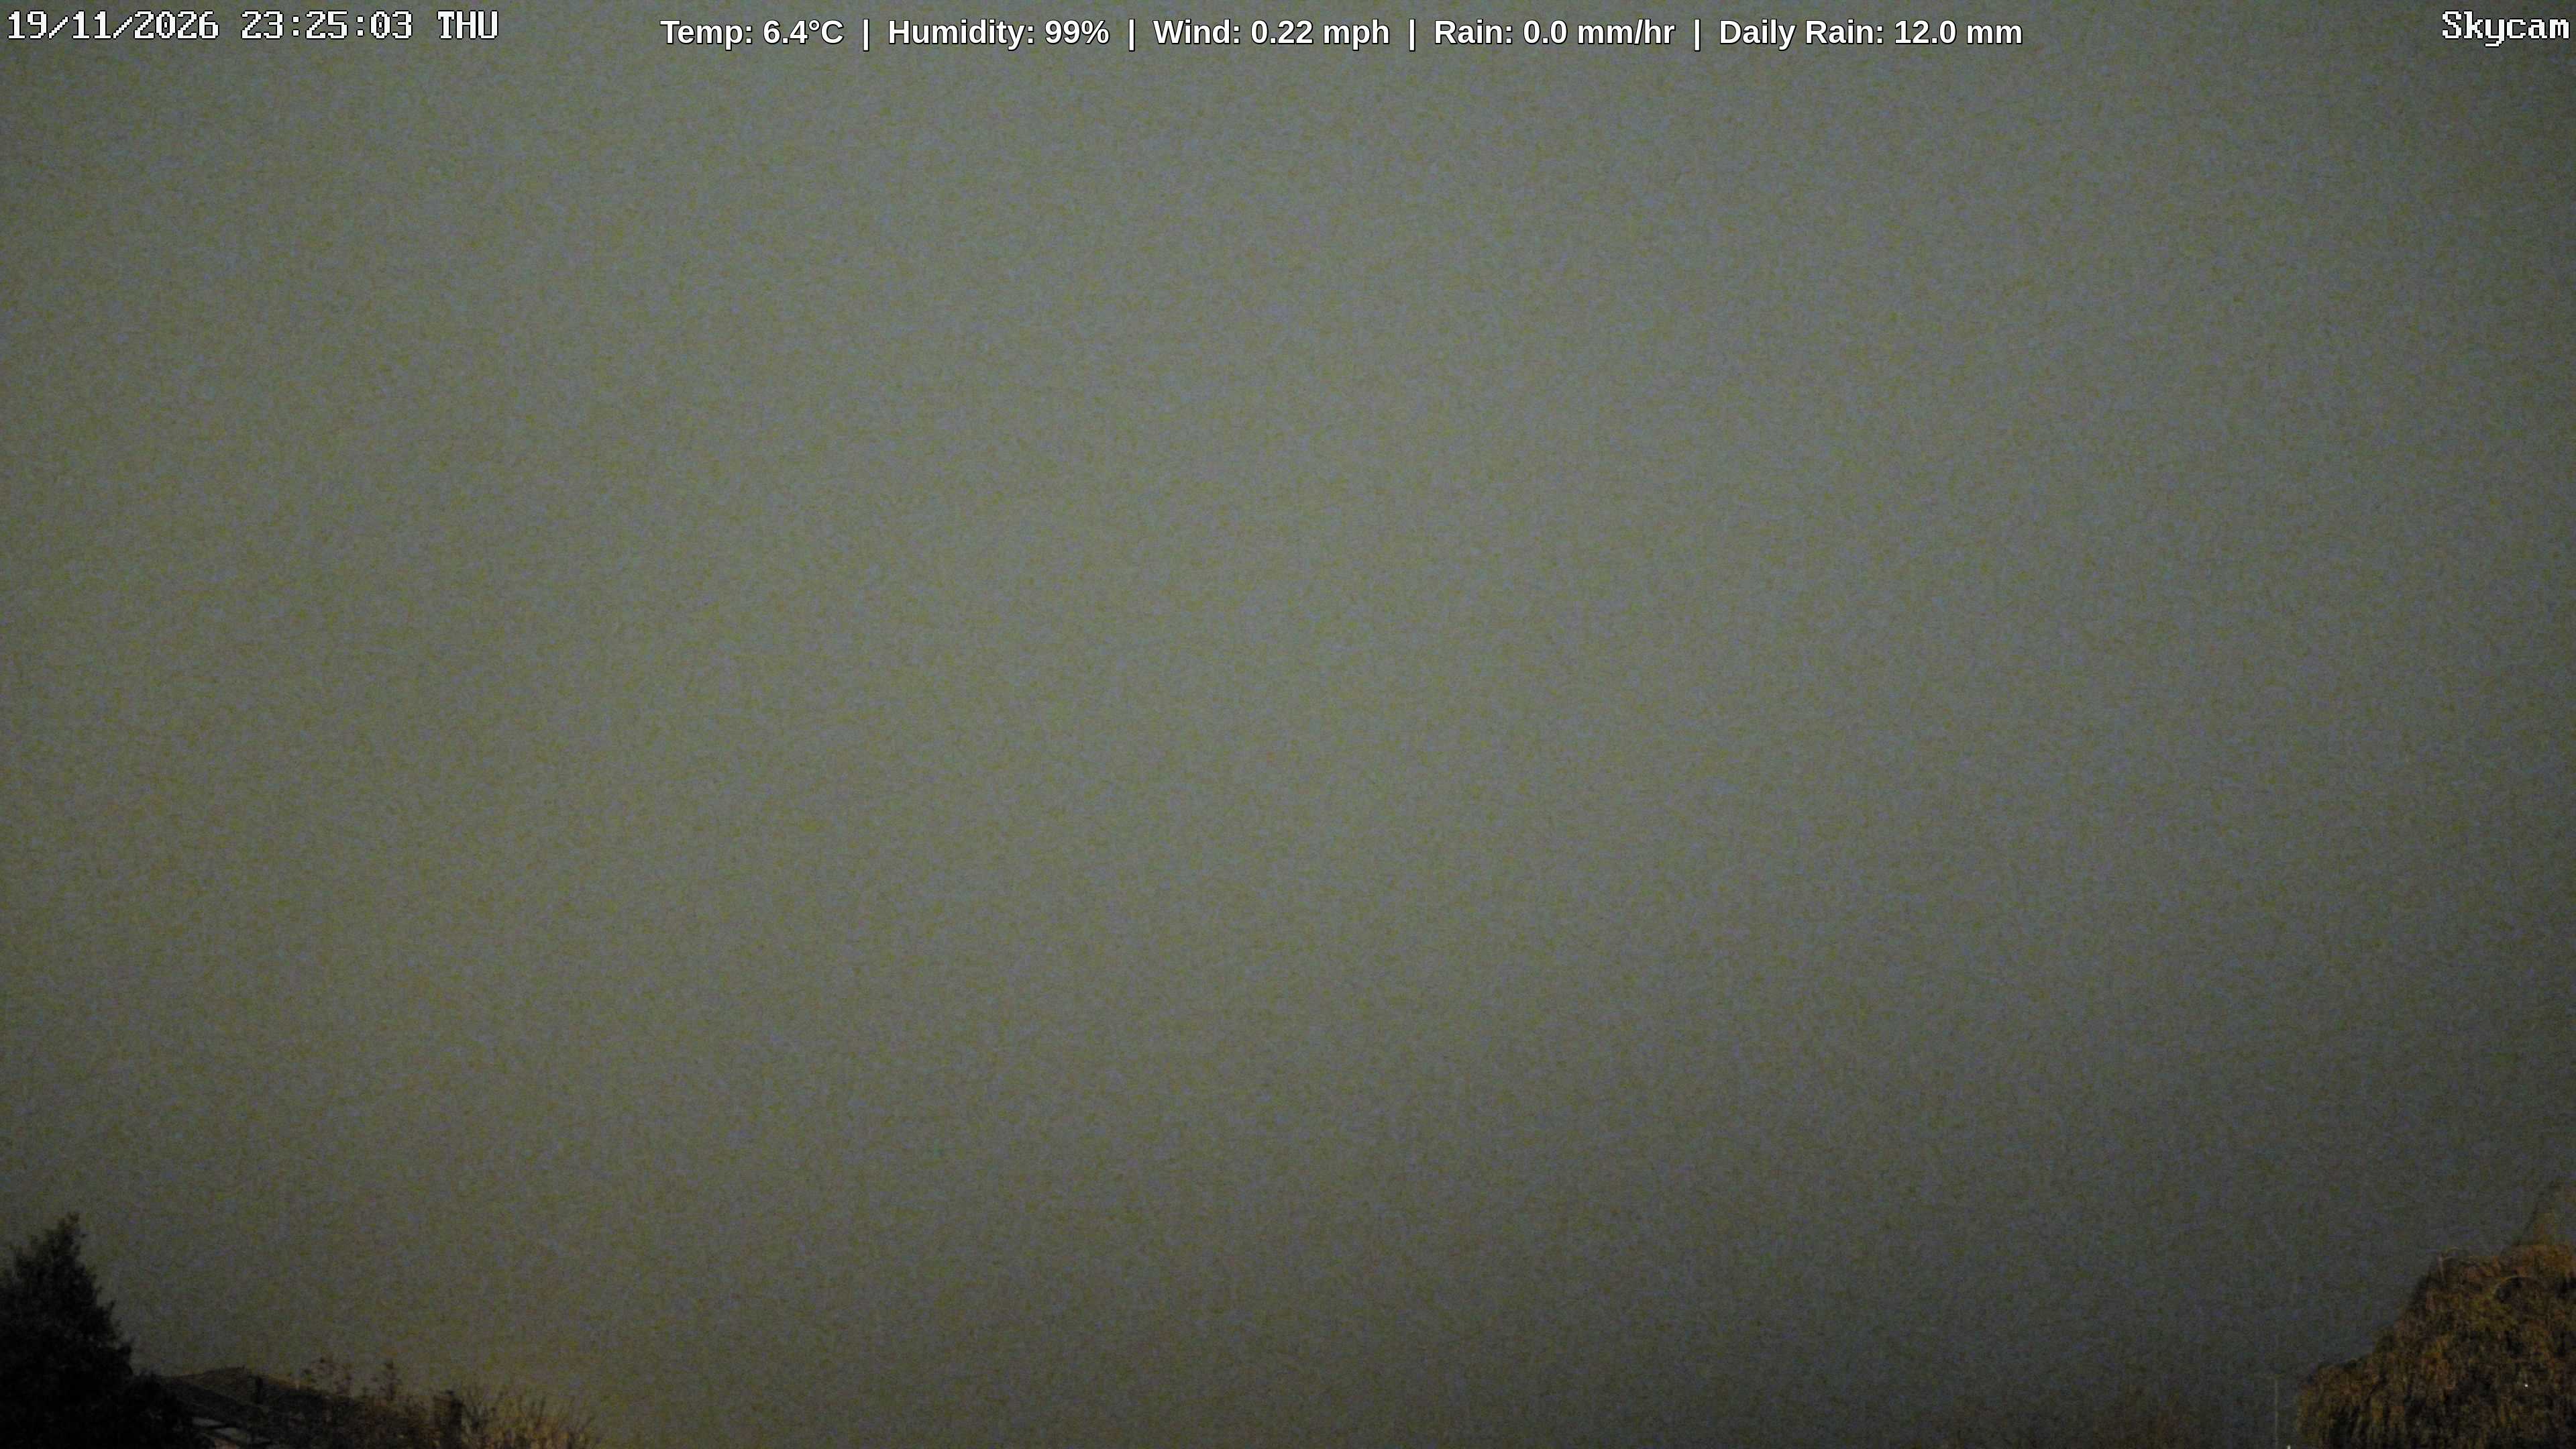 19/11/2026 23:25:03 THU
Temp: 6.4°C | Humidity: 99% | Wind: 0.22 mph | Rain: 0.0 mm/hr | Daily Rain: 12.0 mm
Skycam